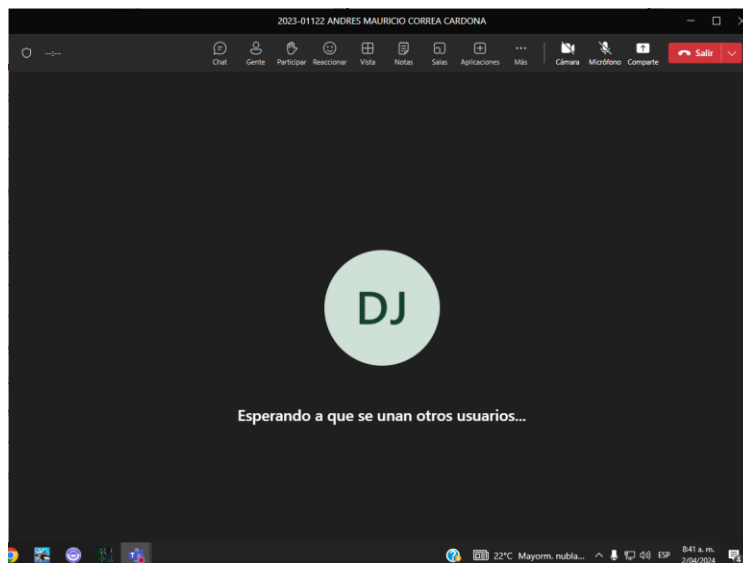 2023-01122 ANDRES MAURICIO CORREA CARDONA
--:--
Chat Gente Participar Reaccionar Vista Notas Salas Aplicaciones Más Cámara Micrófono Comparte Salir
DJ
Esperando a que se unan otros usuarios...
22°C Mayorm. nubla... ESP 8:41 a. m.
2/04/2024